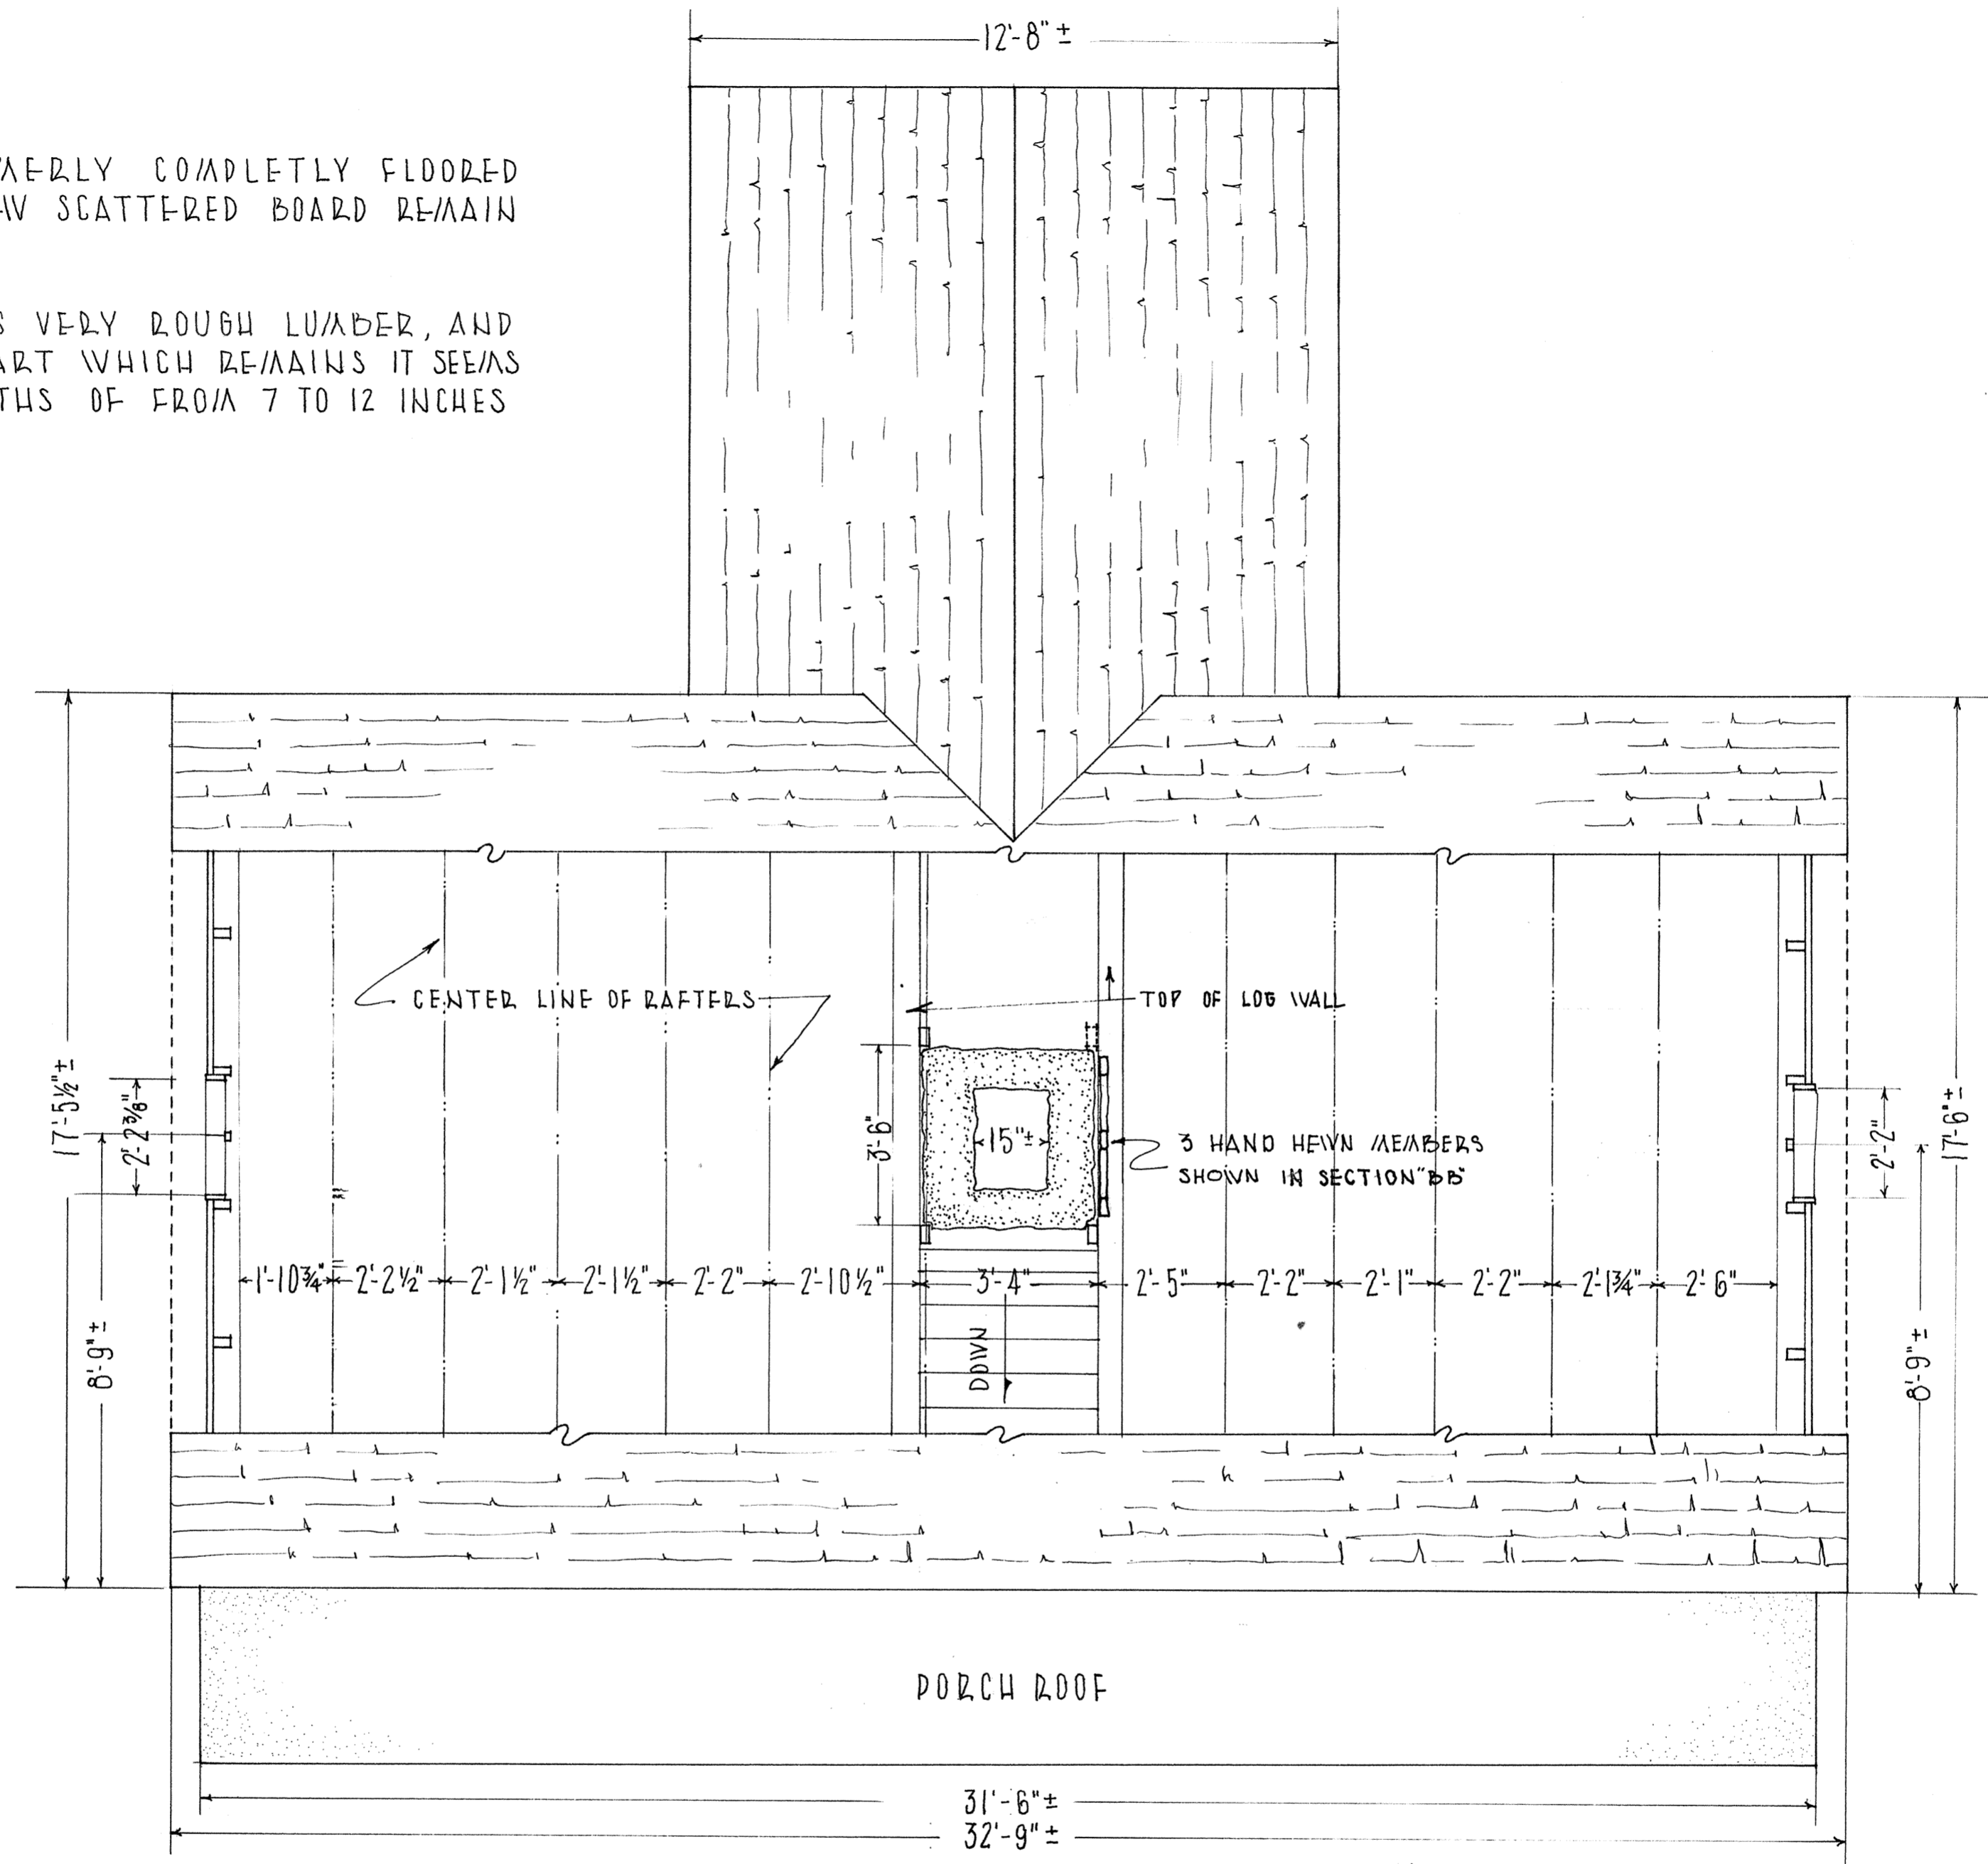 12'-8" ±
COMPLETLY FLOORED
SCATTERED BOARD REMAIN
VERY ROUGH LUMBER, AND
WHICH REMAINS IT SEEMS
OF FROM 7 TO 12 INCHES
CENTER LINE OF RAFTERS
TOP OF LOG WALL
17'-5½"±
2'-2⅜"
8'-9"±
3'-6"
15"±
3 HAND HEWN MEMBERS
SHOWN IN SECTION "BB"
2'-2"
17'-6"±
8'-9"±
1'-10¾" 2'-2½" 2'-1½" 2'-1½" 2'-2" 2'-10½" 3'-4" 2'-5" 2'-2" 2'-1" 2'-2" 2'-1¾" 2'-6"
DOWN
PORCH ROOF
31'-6"±
32'-9"±